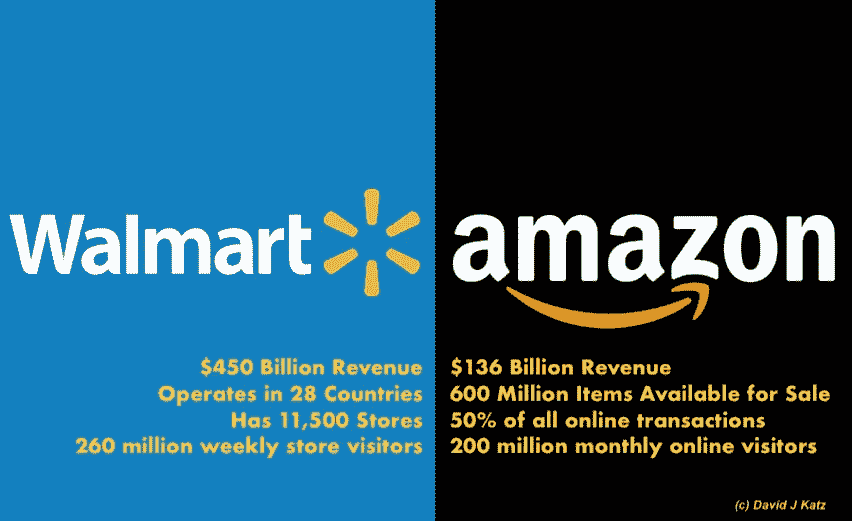 Walmart
$450 Billion Revenue
Operates in 28 Countries
Has 11,500 Stores
260 million weekly store visitors
amazon
$136 Billion Revenue
600 Million Items Available for Sale
50% of all online transactions
200 million monthly online visitors
(c) David J Katz